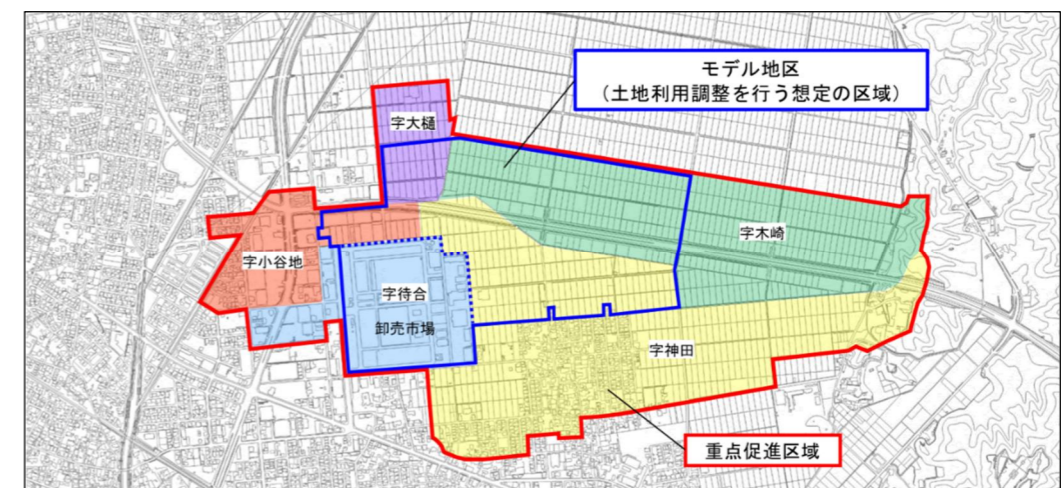 モデル地区
（土地利用調整を行う想定の区域）
字大樋
字木崎
字小谷地
字待合
卸売市場
字神田
重点促進区域